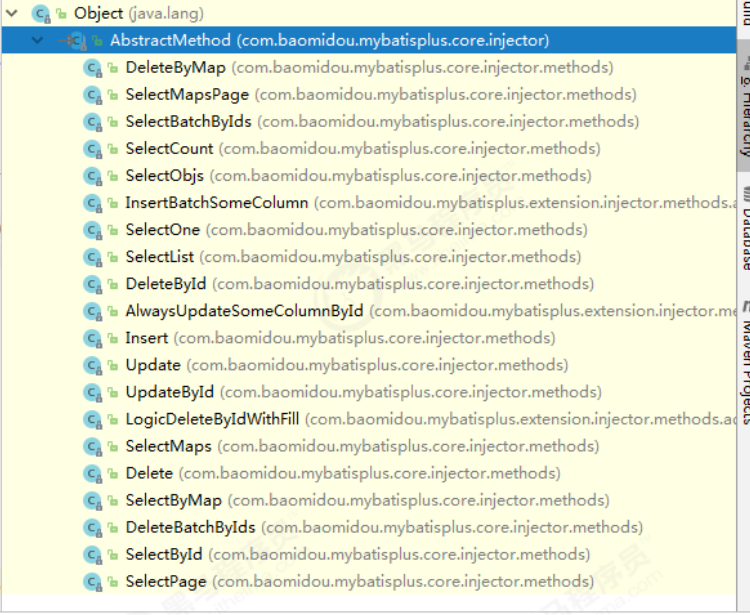 Object (java.lang)
AbstractMethod (com.baomidou.mybatisplus.core.injector)
DeleteByMap (com.baomidou.mybatisplus.core.injector.methods)
SelectMapsPage (com.baomidou.mybatisplus.core.injector.methods)
SelectBatchByIds (com.baomidou.mybatisplus.core.injector.methods)
SelectCount (com.baomidou.mybatisplus.core.injector.methods)
SelectObjs (com.baomidou.mybatisplus.core.injector.methods)
InsertBatchSomeColumn (com.baomidou.mybatisplus.extension.injector.methods.a
SelectOne (com.baomidou.mybatisplus.core.injector.methods)
SelectList (com.baomidou.mybatisplus.core.injector.methods)
DeleteById (com.baomidou.mybatisplus.core.injector.methods)
AlwaysUpdateSomeColumnById (com.baomidou.mybatisplus.extension.injector.me
Insert (com.baomidou.mybatisplus.core.injector.methods)
Update (com.baomidou.mybatisplus.core.injector.methods)
UpdateById (com.baomidou.mybatisplus.core.injector.methods)
LogicDeleteByIdWithFill (com.baomidou.mybatisplus.extension.injector.methods.ad
SelectMaps (com.baomidou.mybatisplus.core.injector.methods)
Delete (com.baomidou.mybatisplus.core.injector.methods)
SelectByMap (com.baomidou.mybatisplus.core.injector.methods)
DeleteBatchByIds (com.baomidou.mybatisplus.core.injector.methods)
SelectById (com.baomidou.mybatisplus.core.injector.methods)
SelectPage (com.baomidou.mybatisplus.core.injector.methods)
Hierarchy
Database
Maven Projects